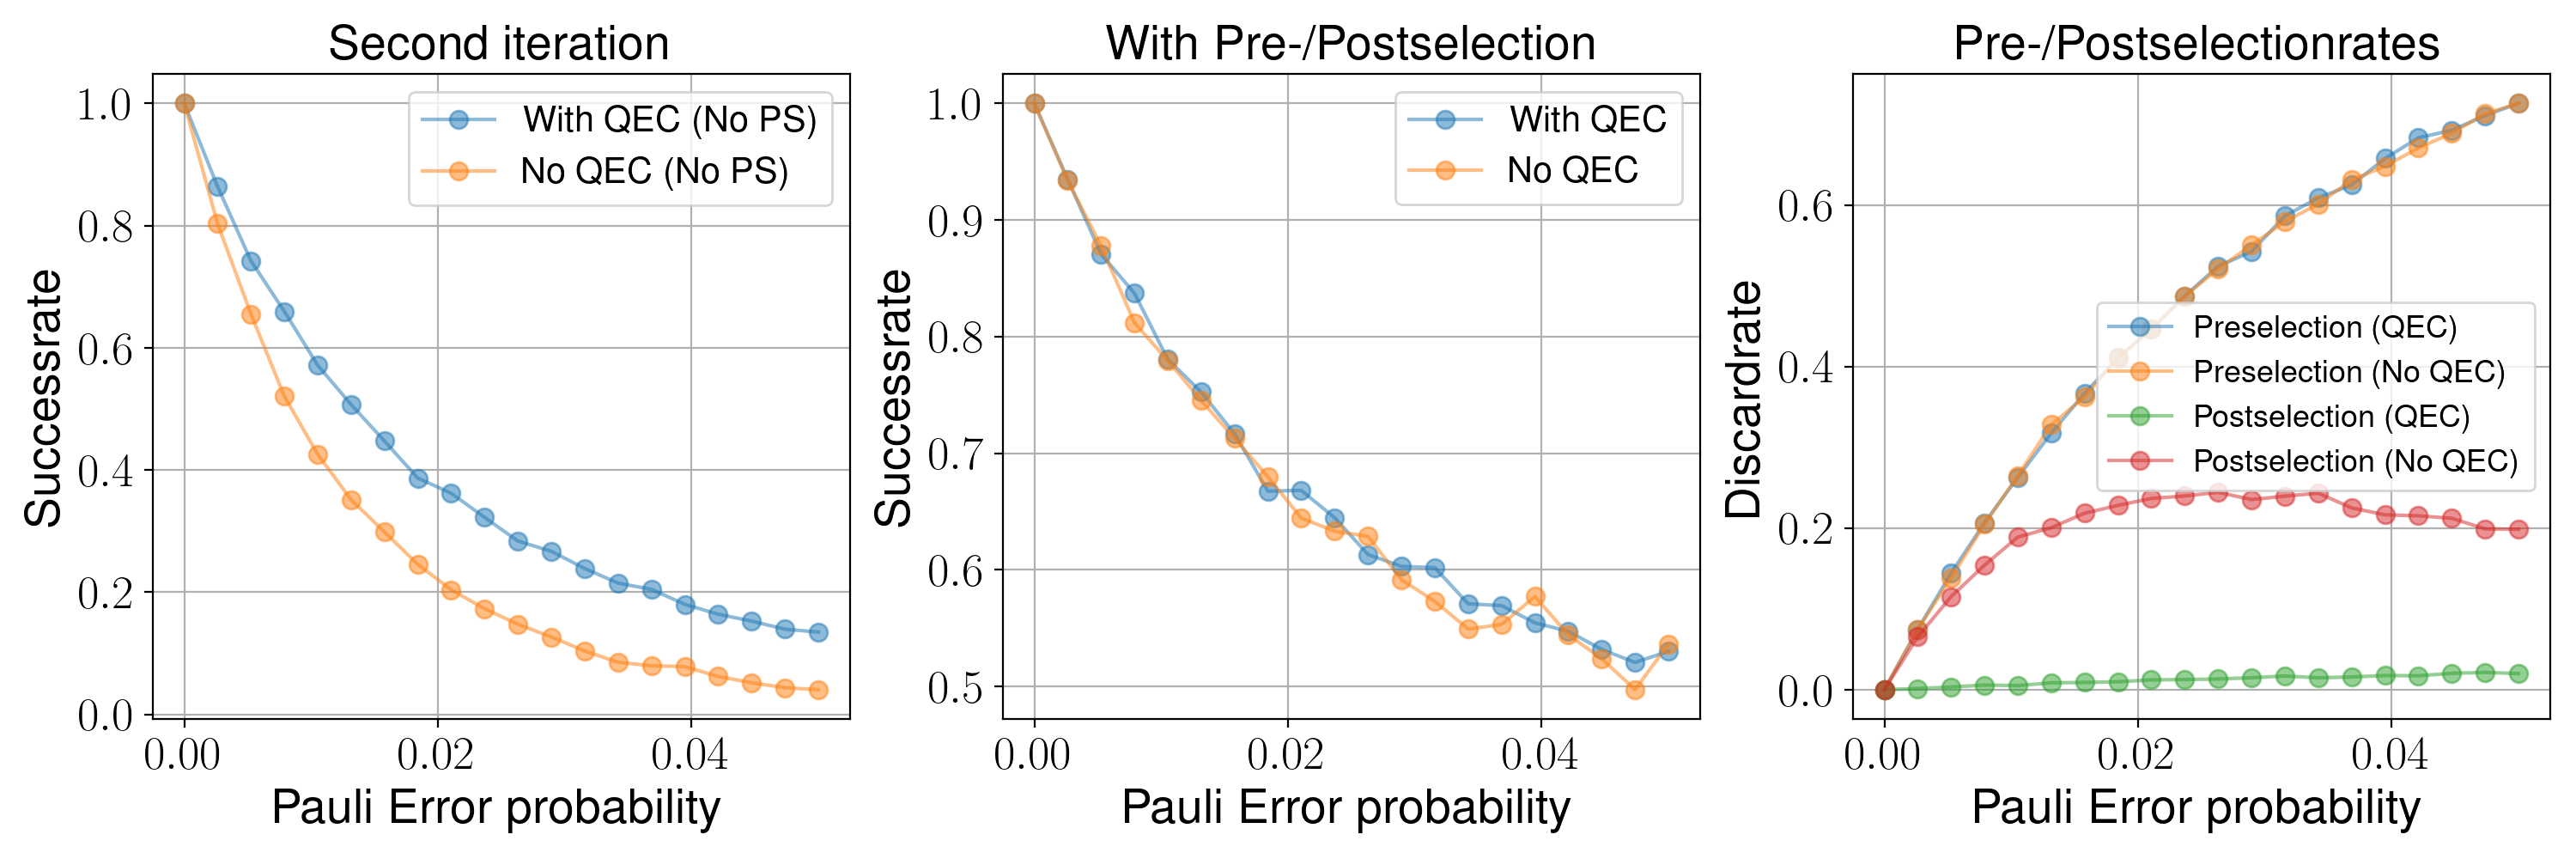 Second iteration
With QEC (No PS)
No QEC (No PS)
1.0
0.8
0.6
0.4
0.2
0.0
Successrate
0.00 0.02 0.04
Pauli Error probability
With Pre-/Postselection
With QEC
No QEC
1.0
0.9
0.8
0.7
0.6
0.5
Successrate
0.00 0.02 0.04
Pauli Error probability
Pre-/Postselectionrates
Preselection (QEC)
Preselection (No QEC)
Postselection (QEC)
Postselection (No QEC)
0.6
0.4
0.2
0.0
Discardrate
0.00 0.02 0.04
Pauli Error probability